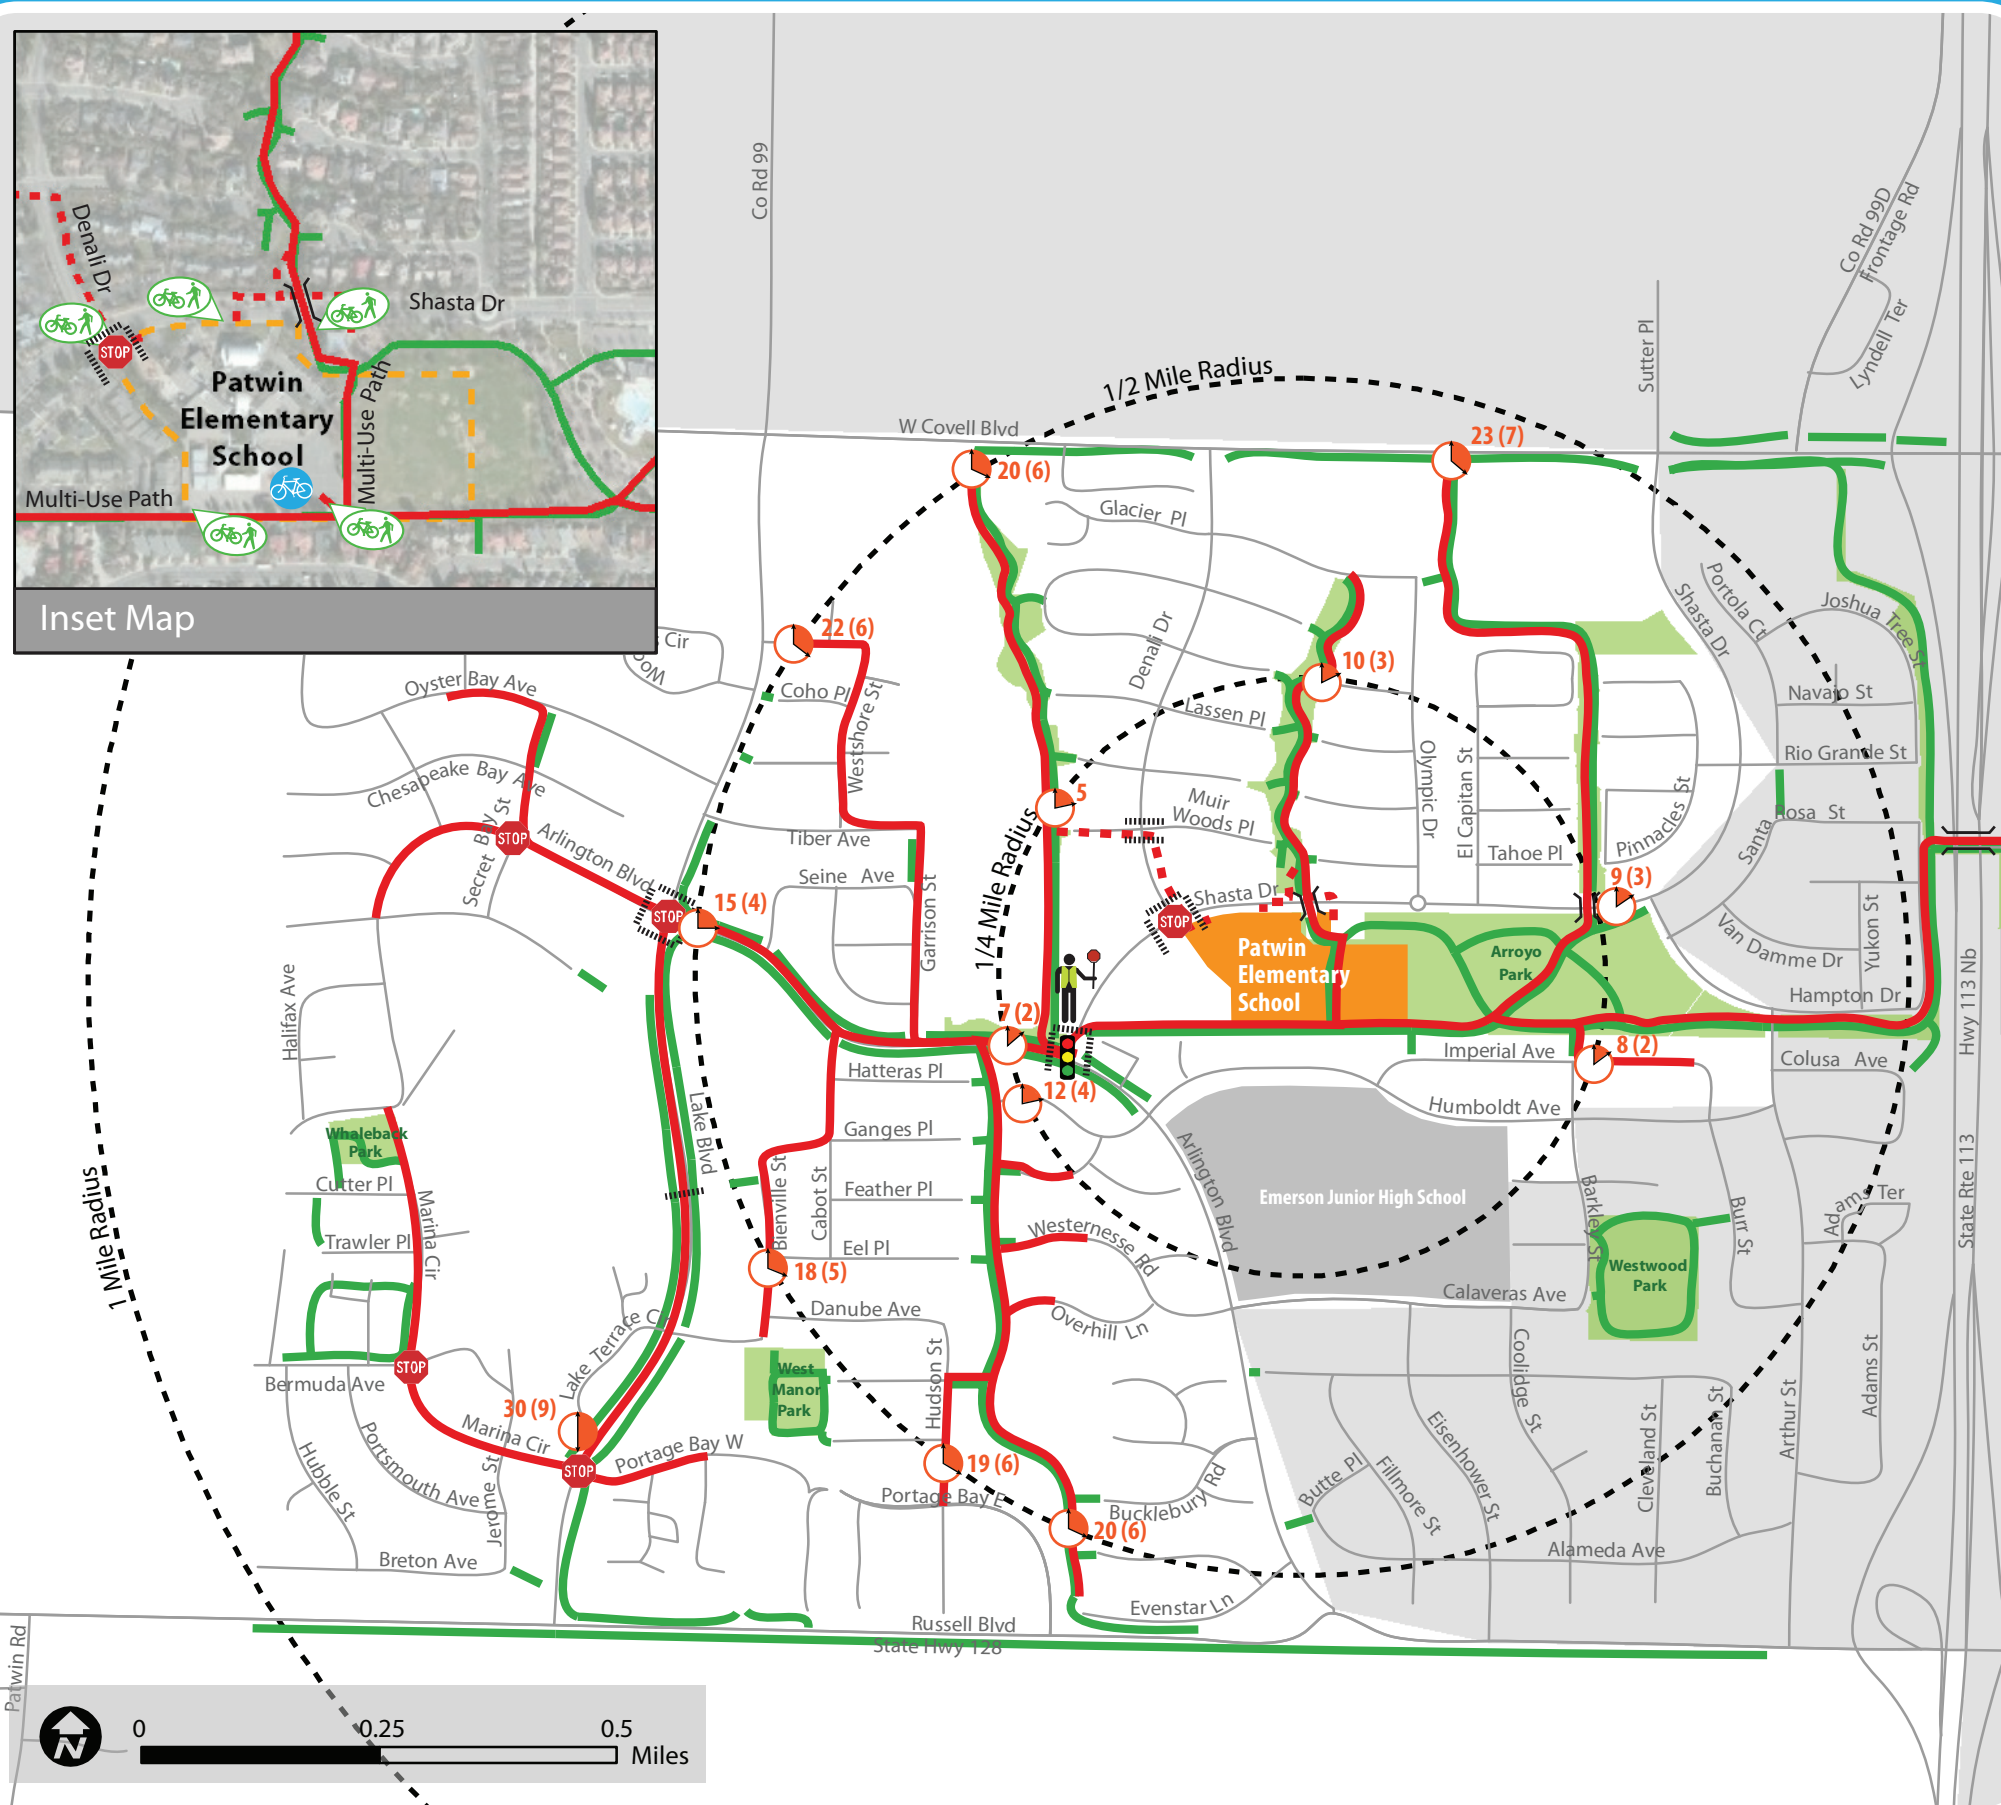 Denali Dr
Shasta Dr
STOP
Patwin
Elementary
School
Multi-Use Path
Multi-Use Path
Inset Map
Co Rd 99
Co Rd 99D
Frontage Rd
Lyndell Ter
Sutter Pl
1/2 Mile Radius
W Covell Blvd
20 (6)
23 (7)
Glacier Pl
Portola Ct
Shasta Dr
Joshua Tree St
22 (6)
Cir
Denali Dr
10 (3)
Oyster Bay Ave
Coho Pl
Westshore St
Lassen Pl
Navajo St
Rio Grande St
Olympic Dr
El Capitan St
Chesapeake Bay Ave
5
Muir
Woods Pl
Pinnacles St
Santa Rosa St
Secret Bay St
STOP
Arlington Blvd
Tiber Ave
1/4 Mile Radius
Tahoe Pl
Seine Ave
9 (3)
Shasta Dr
15 (4)
STOP
STOP
Garrison St
Van Damme Dr
Yukon St
Patwin
Elementary
School
Arroyo
Park
Halifax Ave
Hampton Dr
Hwy 113 Nb
7 (2)
8 (2)
Imperial Ave
Colusa Ave
Hatteras Pl
12 (4)
Humboldt Ave
Lake Blvd
Whaleback
Park
Ganges Pl
Arlington Blvd
State Rte 113
1 Mile Radius
Cutter Pl
Marina Cir
Bienville St
Cabot St
Feather Pl
Emerson Junior High School
Barkley St
Burr St
Adams Ter
Trawler Pl
Eel Pl
Westernesse Rd
18 (5)
Westwood
Park
Calaveras Ave
Danube Ave
Overhill Ln
Lake Terrace Cir
Coolidge St
Adams St
STOP
Bermuda Ave
West
Manor
Park
Hudson St
Arthur St
Buchanan St
Cleveland St
Eisenhower St
30 (9)
Marina Cir
Portage Bay W
Portsmouth Ave
Hubble St
Jerome St
STOP
19 (6)
Butte Pl
Fillmore St
Bucklebury Rd
Portage Bay E
20 (6)
Breton Ave
Alameda Ave
Evenstar Ln
Russell Blvd
State Hwy 128
Patwin Rd
N
0
0.25
0.5
Miles